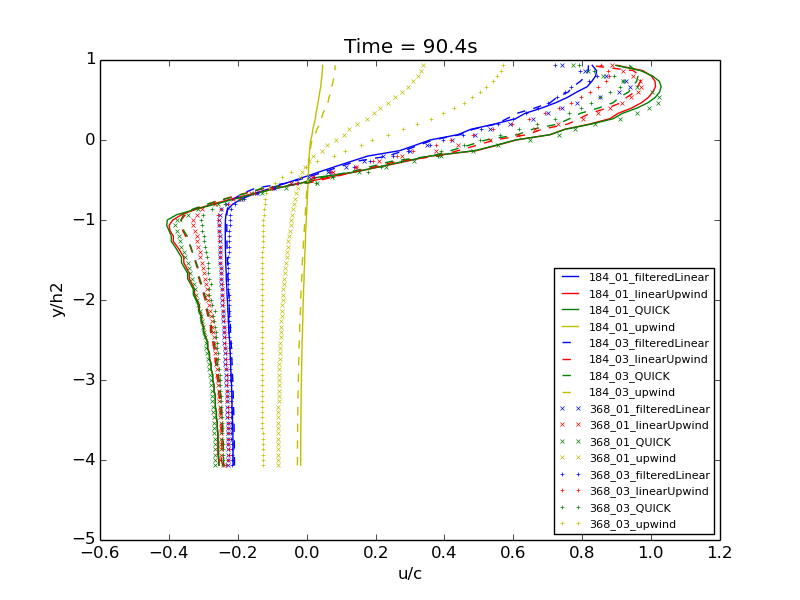 Time = 90.4s
1
0
−1
−2
−3
−4
−5
y/h2
−0.6 −0.4 −0.2 0.0 0.2 0.4 0.6 0.8 1.0 1.2
u/c
184_01_filteredLinear
184_01_linearUpwind
184_01_QUICK
184_01_upwind
184_03_filteredLinear
184_03_linearUpwind
184_03_QUICK
184_03_upwind
368_01_filteredLinear
368_01_linearUpwind
368_01_QUICK
368_01_upwind
368_03_filteredLinear
368_03_linearUpwind
368_03_QUICK
368_03_upwind